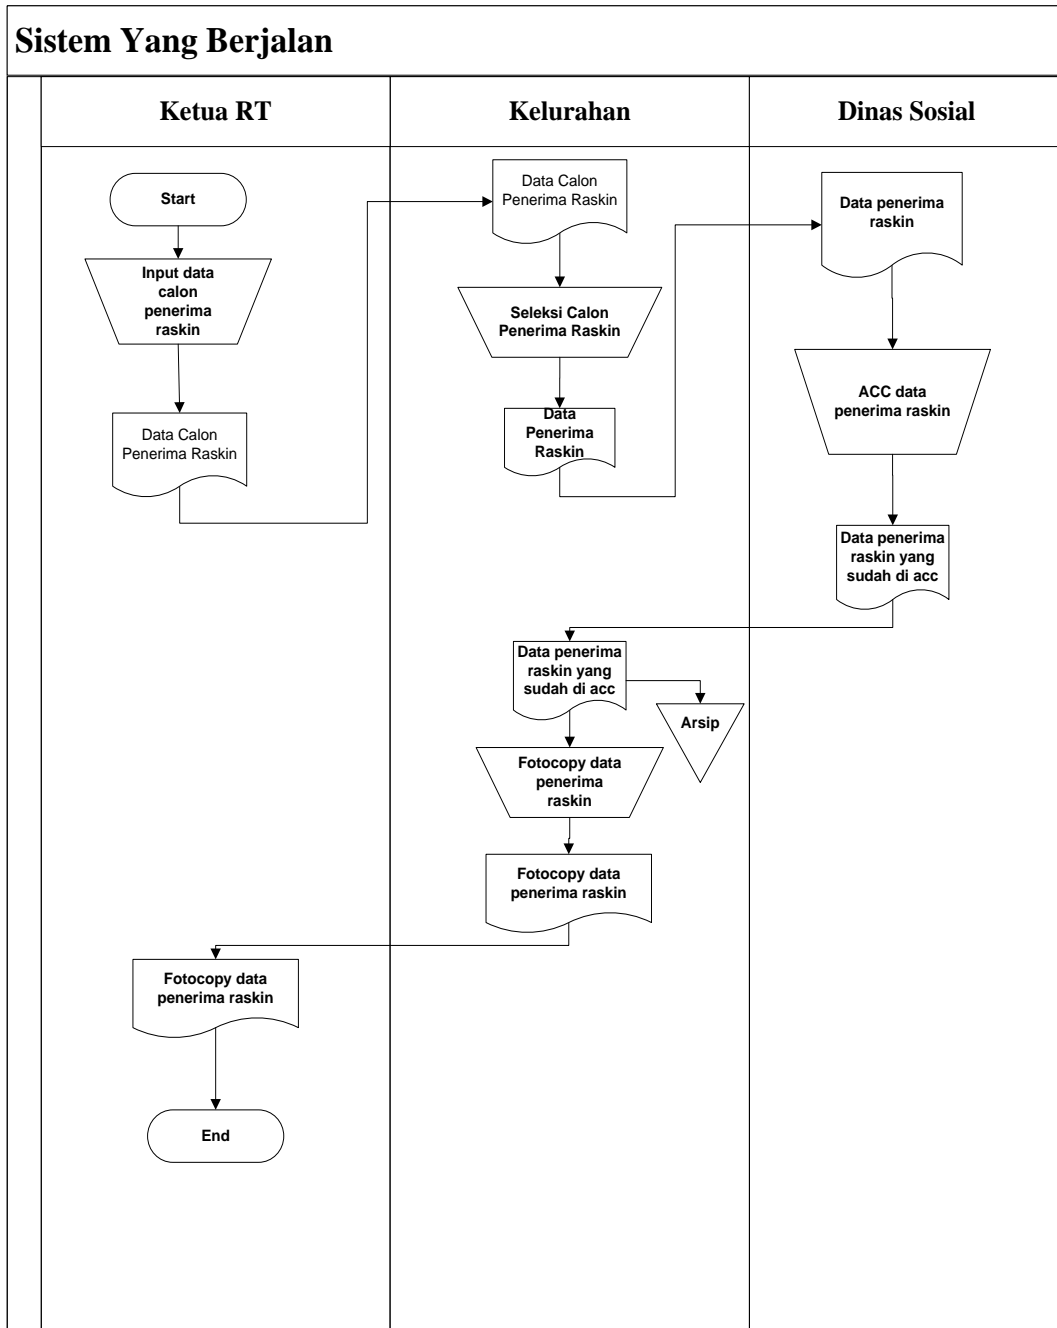 Sistem Yang Berjalan
Ketua RT
Kelurahan
Dinas Sosial
Start
Input data
calon
penerima
raskin
Data Calon
Penerima Raskin
Data Calon
Penerima Raskin
Seleksi Calon
Penerima Raskin
Data
Penerima
Raskin
Data penerima
raskin
ACC data
penerima raskin
Data penerima
raskin yang
sudah di acc
Data penerima
raskin yang
sudah di acc
Arsip
Fotocopy data
penerima
raskin
Fotocopy data
penerima raskin
Fotocopy data
penerima raskin
End